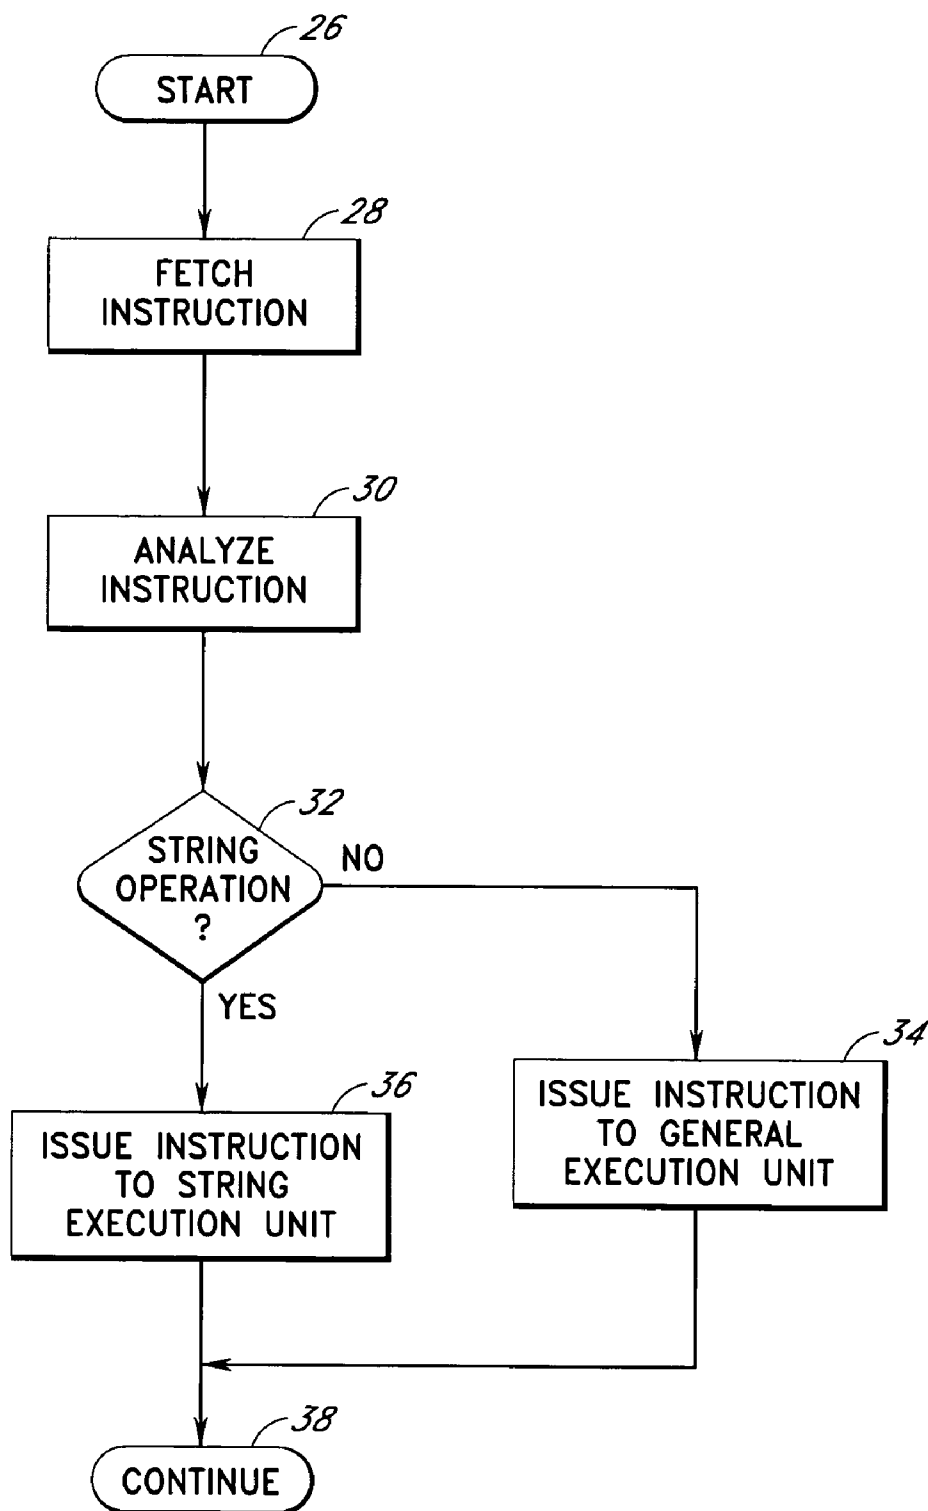 26
START
28
FETCH
INSTRUCTION
30
ANALYZE
INSTRUCTION
32
STRING
OPERATION
?
NO
YES
34
ISSUE INSTRUCTION
TO GENERAL
EXECUTION UNIT
36
ISSUE INSTRUCTION
TO STRING
EXECUTION UNIT
38
CONTINUE